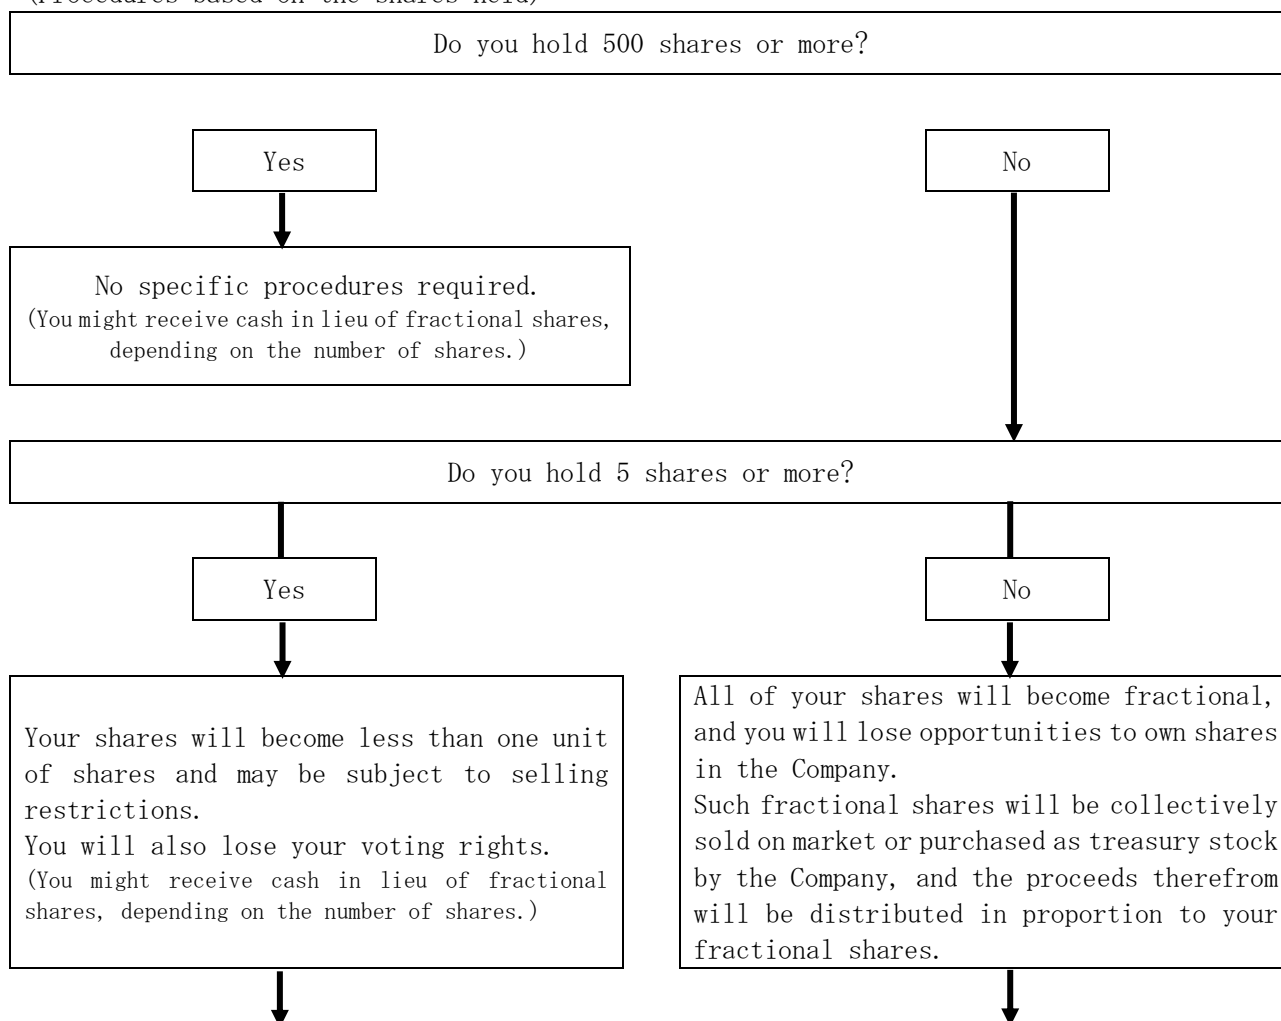 (Procedures based on the shares held)
Do you hold 500 shares or more?
Yes
No
No specific procedures required.
(You might receive cash in lieu of fractional shares,
depending on the number of shares.)
Do you hold 5 shares or more?
Yes
No
Your shares will become less than one unit
of shares and may be subject to selling
restrictions.
You will also lose your voting rights.
(You might receive cash in lieu of fractional
shares, depending on the number of shares.)
All of your shares will become fractional,
and you will lose opportunities to own shares
in the Company.
Such fractional shares will be collectively
sold on market or purchased as treasury stock
by the Company, and the proceeds therefrom
will be distributed in proportion to your
fractional shares.